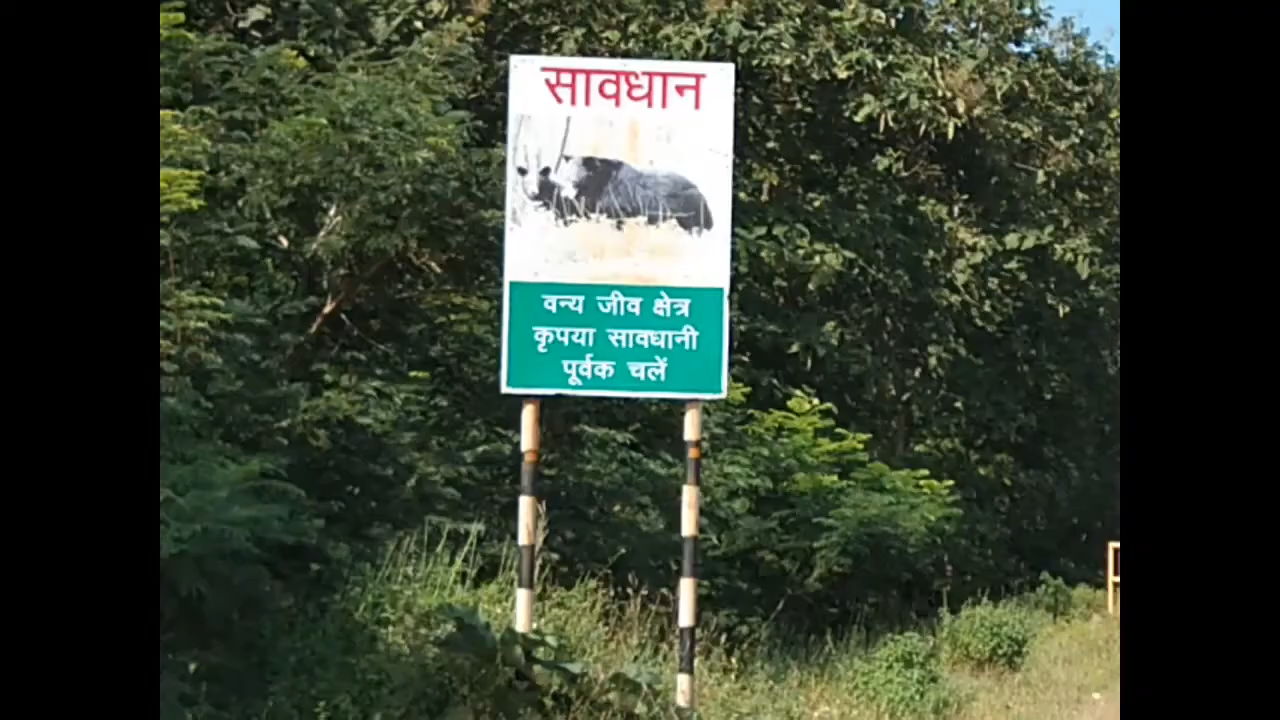 सावधान
वन्य जीव क्षेत्र
कृपया सावधानी
पूर्वक चलें